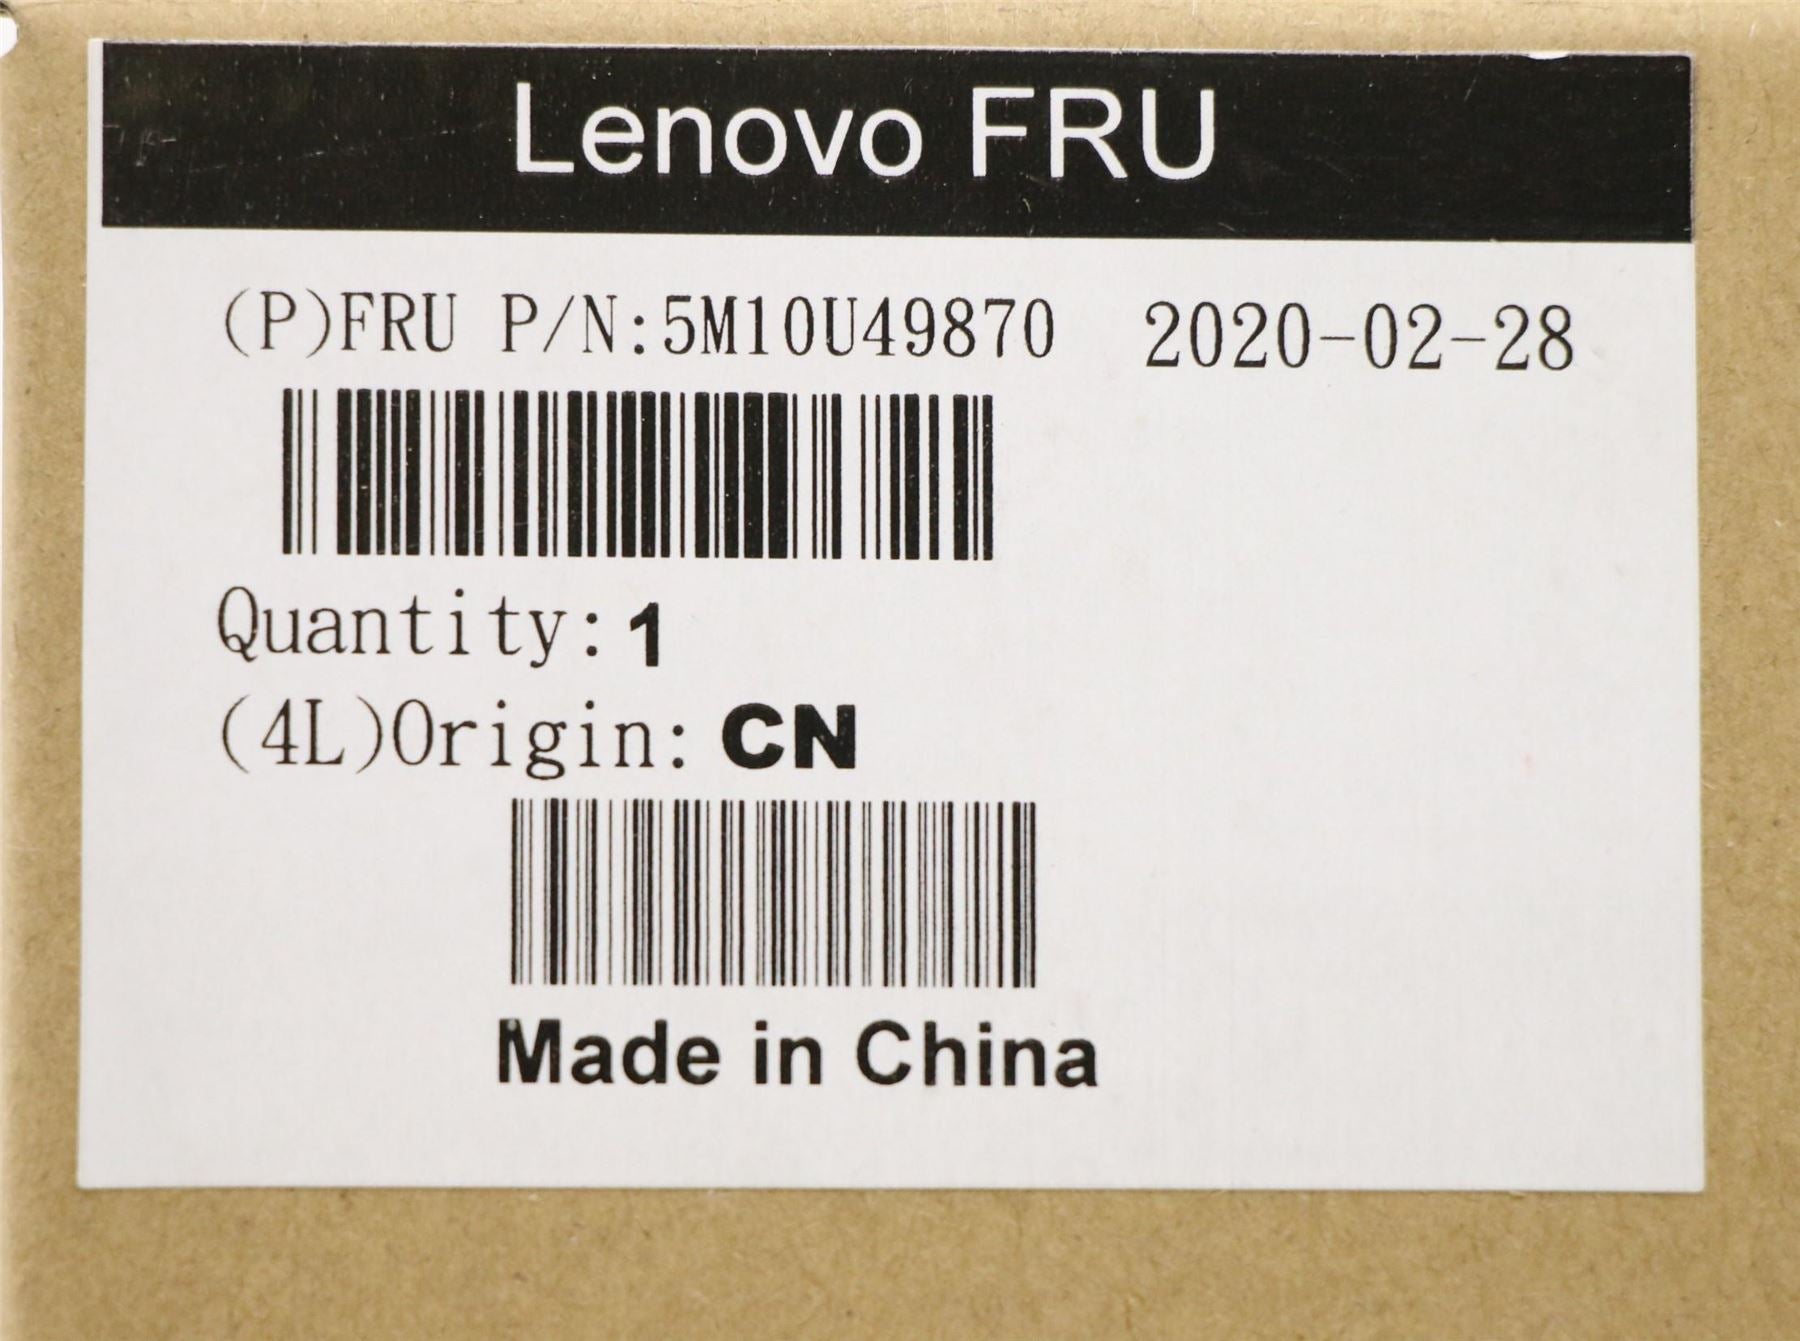 Lenovo FRU
(P)FRU P/N:5M10U49870 2020-02-28
Quantity:1
(4L)Origin: CN
Made in China